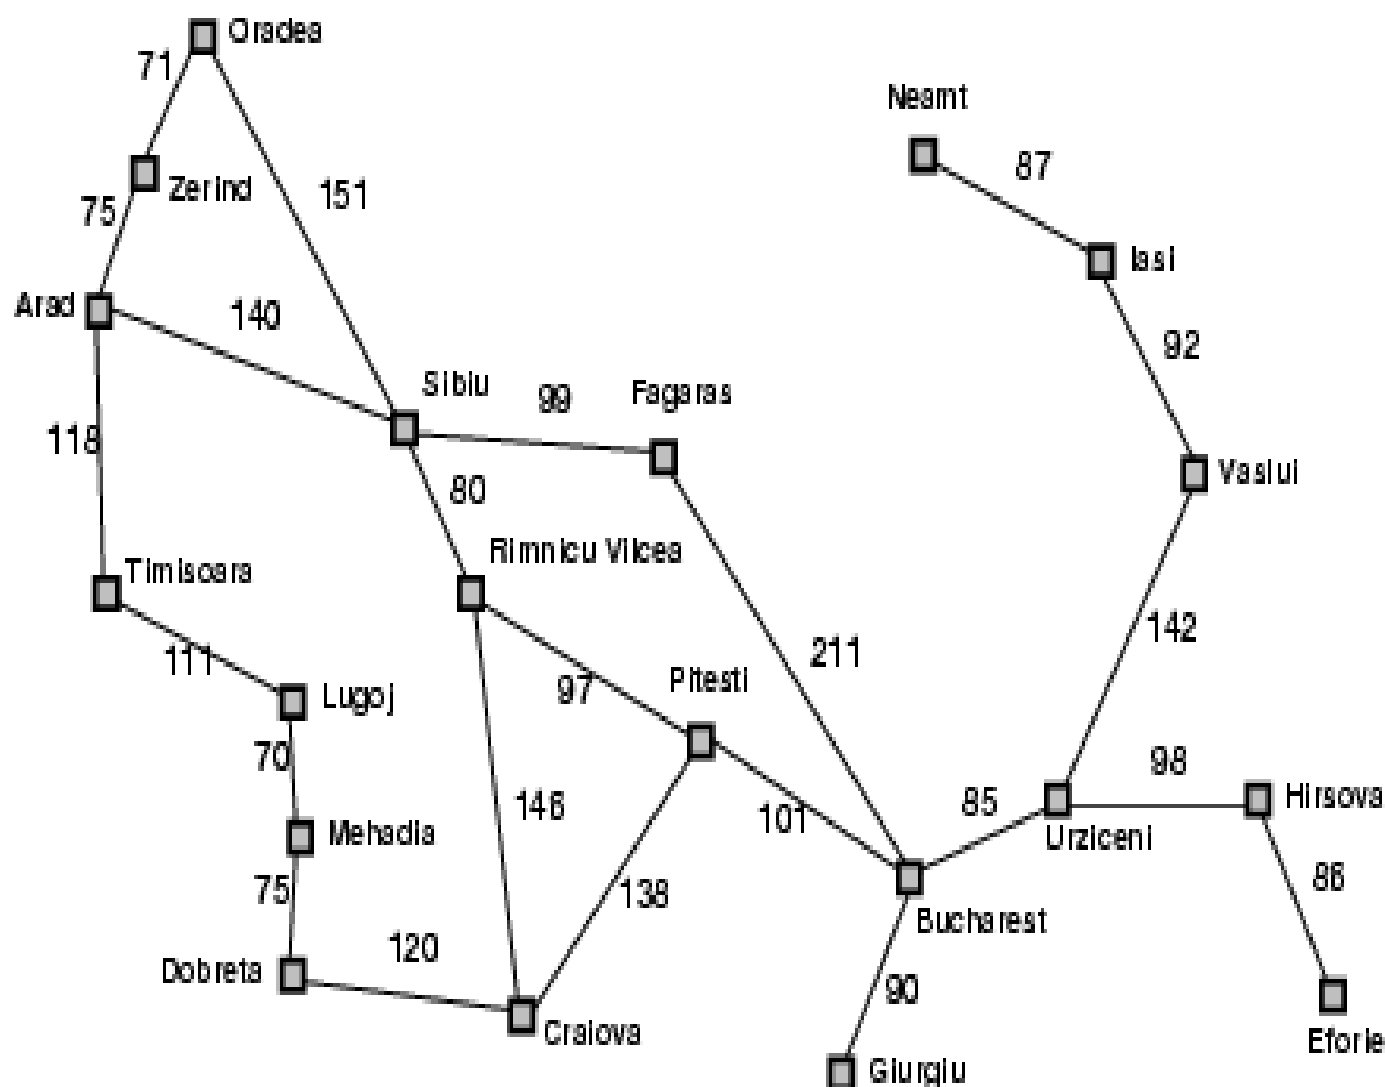 Oradea
71
Neamt
87
Zerind
151
75
Iasi
Arad
140
92
Sibiu
99
Fagaras
118
80
Vaslui
Rimnicu Vilcea
Timisoara
142
111
211
97
Pitesti
Lugoj
70
98
146
101
85
Hirsova
Mehadia
Urziceni
75
138
86
Bucharest
120
Dobreta
90
Craiova
Eforie
Giurgiu
118